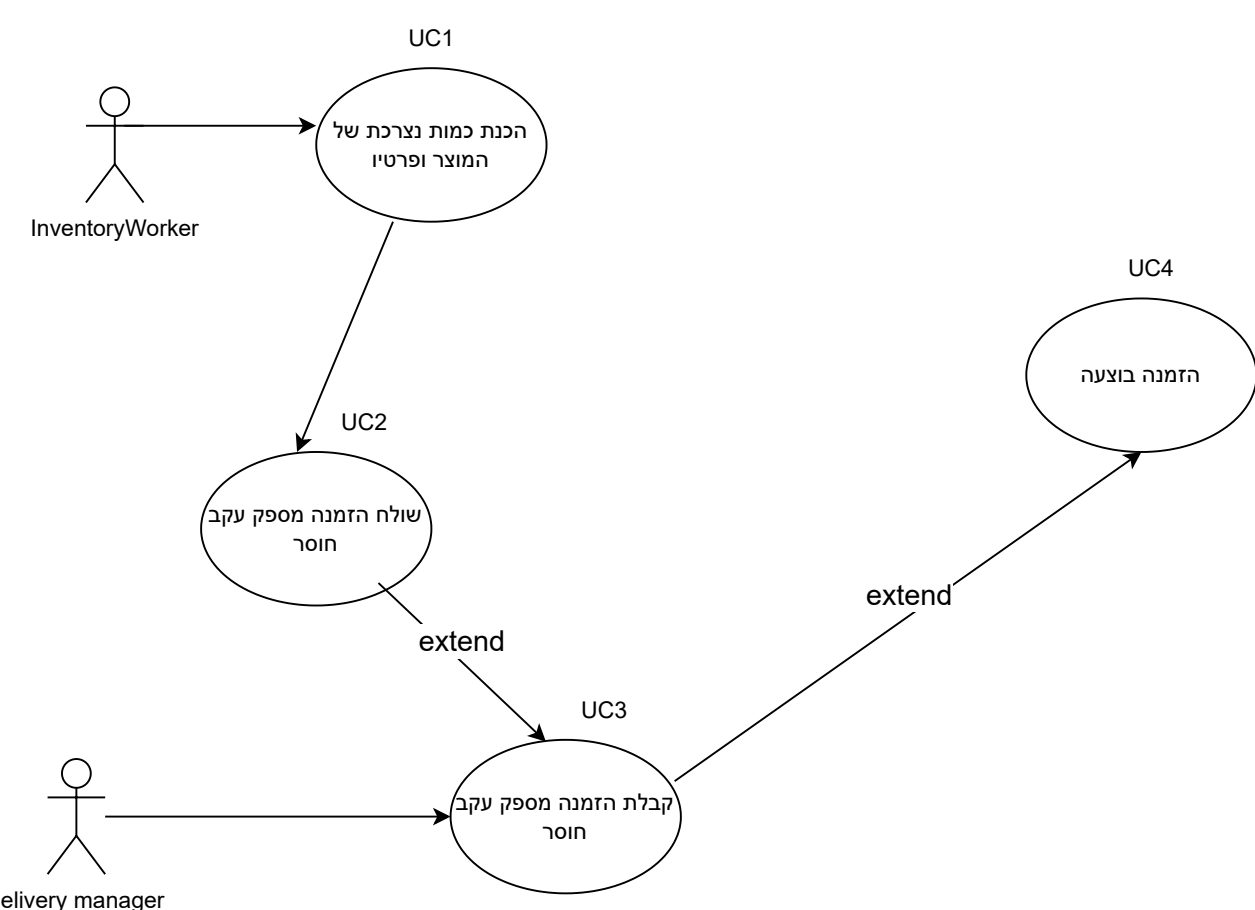 UC1
הכנת כמות נצרכת של
המוצר ופרטיו
InventoryWorker
UC4
הזמנה בוצעה
UC2
שולח הזמנה מספק עקב
חוסר
extend
extend
UC3
קבלת הזמנה מספק עקב
חוסר
elivery manager